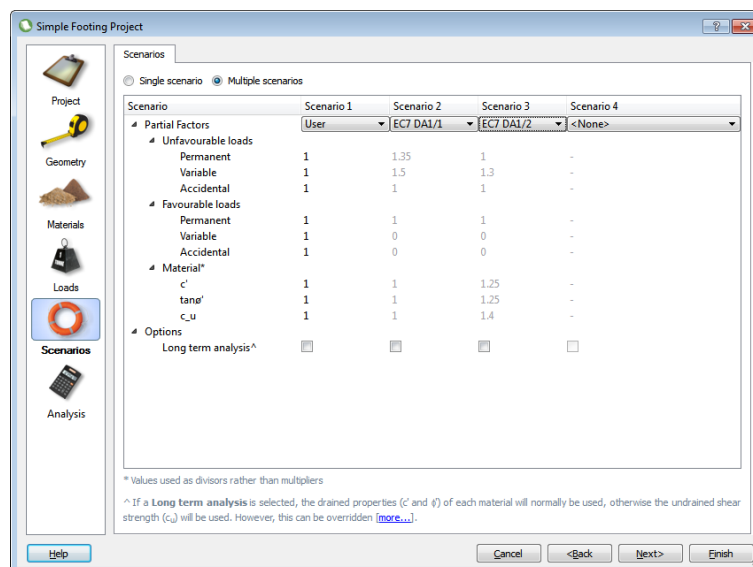 Simple Footing Project
Scenarios
Single scenario Multiple scenarios
Project
Geometry
Materials
Loads
Scenarios
Analysis
Scenario Scenario 1 Scenario 2 Scenario 3 Scenario 4
Partial Factors User EC7 DA1/1 EC7 DA1/2 <None>
Unfavourable loads
Permanent 1 1.35 1 -
Variable 1 1.5 1.3 -
Accidental 1 1 1 -
Favourable loads
Permanent 1 1 1 -
Variable 1 0 0 -
Accidental 1 0 0 -
Material*
c' 1 1 1.25 -
tanø' 1 1 1.25 -
c_u 1 1 1.4 -
Options
Long term analysis^
* Values used as divisors rather than multipliers
^ If a Long term analysis is selected, the drained properties (c' and ϕ') of each material will normally be used, otherwise the undrained shear
strength (cu) will be used. However, this can be overridden [more...].
Help Cancel <Back Next> Finish